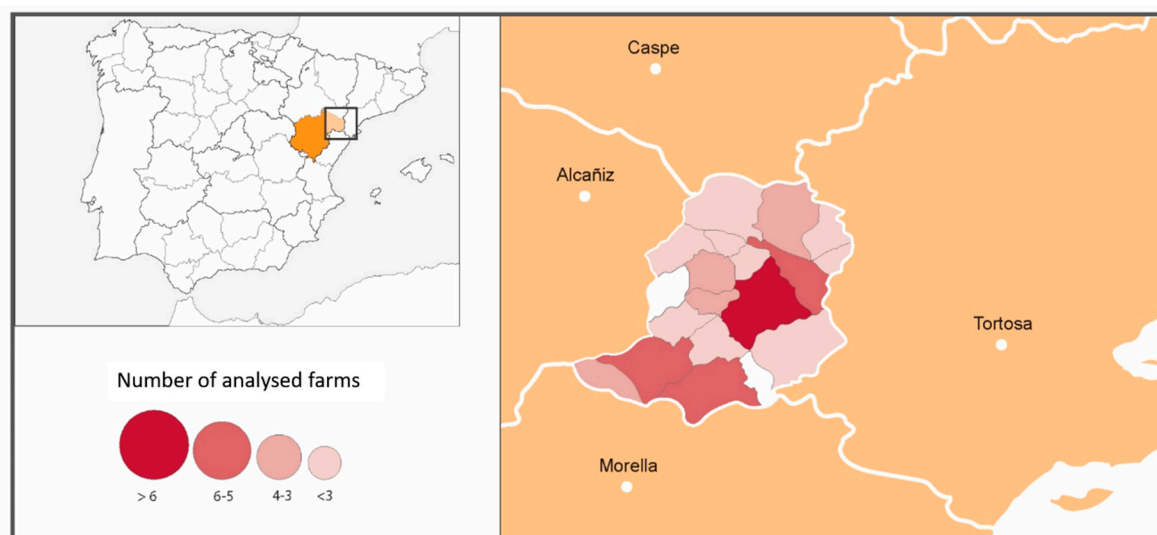 Caspe
Alcañiz
Tortosa
Morella
Number of analysed farms
> 6
6-5
4-3
<3